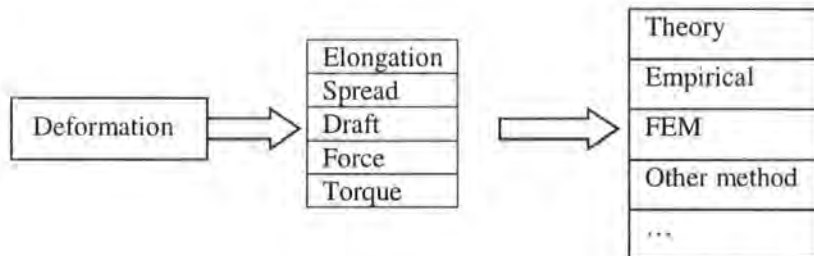 Deformation
Elongation
Spread
Draft
Force
Torque
Theory
Empirical
FEM
Other method
...